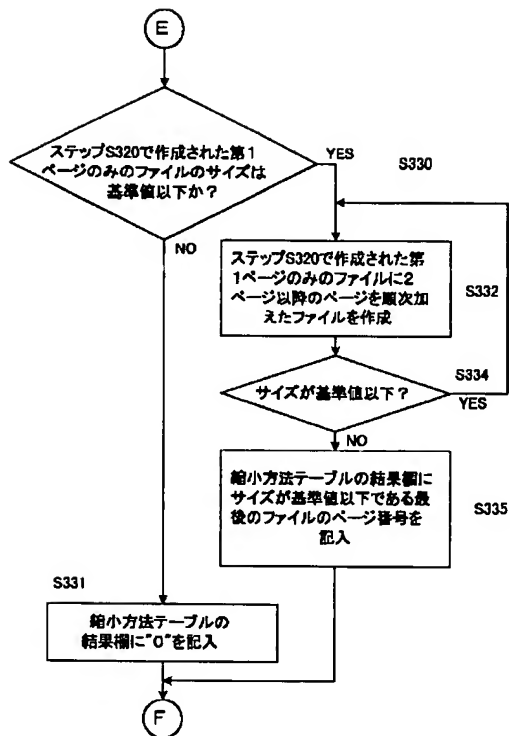 E
ステップS320で作成された第1
ページのみのファイルのサイズは
基準値以下か？
YES
S330
NO
ステップS320で作成された第
1ページのみのファイルに2
ページ以降のページを順次加
えたファイルを作成
S332
サイズが基準値以下？
S334
YES
NO
縮小方法テーブルの結果欄に
サイズが基準値以下である最
後のファイルのページ番号を
記入
S335
S331
縮小方法テーブルの
結果欄に"0"を記入
F